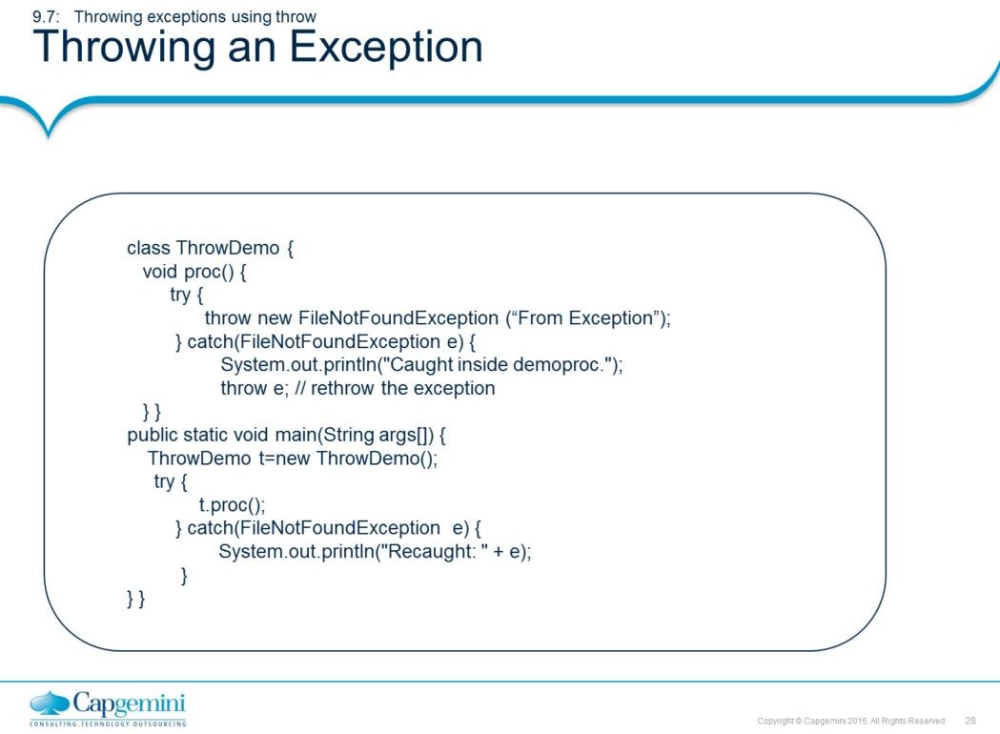 9.7: Throwing exceptions using throw
Throwing an Exception
class ThrowDemo {
void proc() {
try {
throw new FileNotFoundException (“From Exception”);
} catch(FileNotFoundException e) {
System.out.println("Caught inside demoproc.");
throw e; // rethrow the exception
} }
public static void main(String args[]) {
ThrowDemo t=new ThrowDemo();
try {
t.proc();
} catch(FileNotFoundException e) {
System.out.println("Recaught: " + e);
}
} }
Capgemini
CONSULTING.TECHNOLOGY.OUTSOURCING
Copyright © Capgemini 2015. All Rights Reserved 28